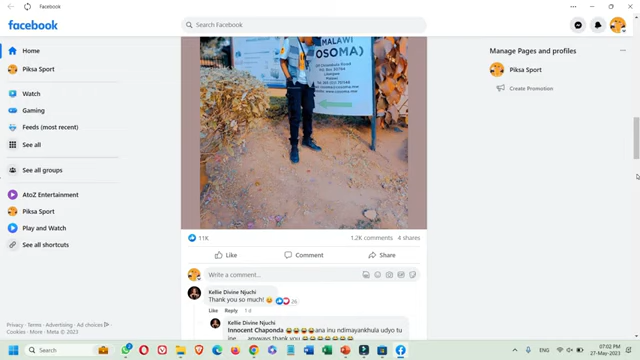 Facebook
facebook
Search Facebook
Home
Piksa Sport
Watch
Gaming
Feeds (most recent)
See all
See all groups
AtoZ Entertainment
Piksa Sport
Play and Watch
See all shortcuts
Privacy · Terms · Advertising · Ad choices
Cookies · More · Meta © 2023
MALAWI
(OSOMA)
11K
1.2K comments 4 shares
Like
Comment
Share
Write a comment...
Kellie Divine Njuchi
Thank you so much! 😊
26
Like Reply 1 d
Kellie Divine Njuchi
Innocent Chaponda 😂😂😂😂ana inu ndimayankhula udyo tu
Manage Pages and profiles
Piksa Sport
Create Promotion
Search
07:02 PM
27-May-2023